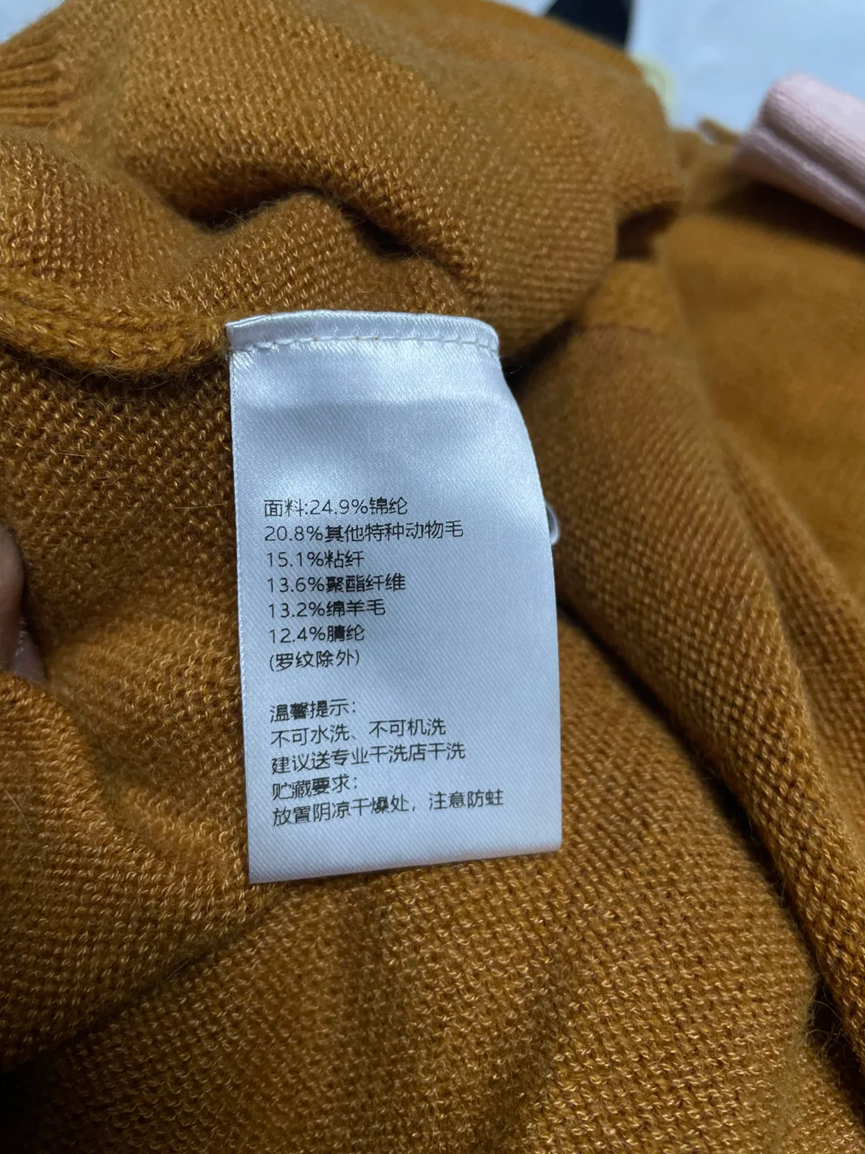 面料:24.9%锦纶
20.8%其他特种动物毛
15.1%粘纤
13.6%聚酯纤维
13.2%绵羊毛
12.4%腈纶
(罗纹除外)
温馨提示：
不可水洗、不可机洗
建议送专业干洗店干洗
贮藏要求：
放置阴凉干燥处，注意防蛀